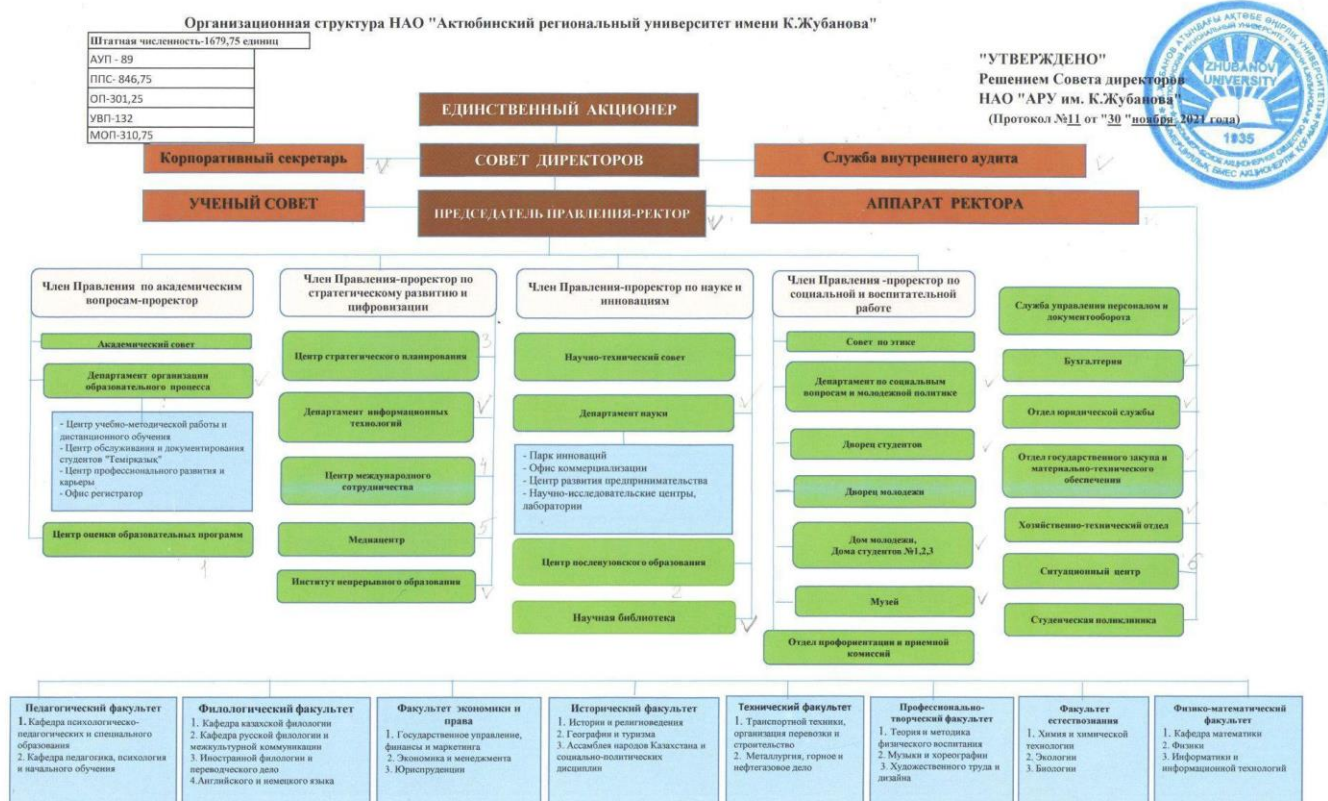 Организационная структура НАО "Актюбинский региональный университет имени К.Жубанова"
Штатная численность-1679,75 единиц
АУП - 89
ППС- 846,75
ОП-301,25
УВП-132
МОП-310,75
"УТВЕРЖДЕНО"
Решением Совета директоров
НАО "АРУ им. К.Жубанова"
(Протокол №11 от "30 "ноября 2021 года)
ZHUBANOV
UNIVERSITY
ЕДИНСТВЕННЫЙ АКЦИОНЕР
Корпоративный секретарь
СОВЕТ ДИРЕКТОРОВ
Служба внутреннего аудита
УЧЕНЫЙ СОВЕТ
ПРЕДСЕДАТЕЛЬ ПРАВЛЕНИЯ-РЕКТОР
АППАРАТ РЕКТОРА
Член Правления по академическим
вопросам-проректор
Академический совет
Департамент организации
образовательного процесса
- Центр учебно-методической работы и
дистанционного обучения
- Центр обслуживания и документирования
студентов "Темірқазық"
- Центр профессионального развития и
карьеры
- Офис регистратор
Центр оценки образовательных программ
1
Член Правления-проректор по
стратегическому развитию и
цифровизации
Центр стратегического планирования
3
Департамент информационных
технологий
Центр международного
сотрудничества
4
Медиацентр
5
Институт непрерывного образования
Член Правления-проректор по науке и
инновациям
Научно-технический совет
Департамент науки
- Парк инноваций
- Офис коммерциализации
- Центр развития предпринимательства
- Научно-исследовательские центры,
лаборатории
Центр послевузовского образования
2
Научная библиотека
Член Правления -проректор по
социальной и воспитательной
работе
Совет по этике
Департамент по социальным
вопросам и молодежной политике
Дворец студентов
Дворец молодежи
Дом молодежи,
Дома студентов №1,2,3
Музей
Отдел профориентации и приемной
комиссий
Служба управления персоналом и
документооборота
Бухгалтерия
Отдел юридической службы
Отдел государственного закупа и
материально-технического
обеспечения
Хозяйственно-технический отдел
Ситуационный центр
6
Студенческая поликлиника
Педагогический факультет
1. Кафедра психологическо-
педагогических и специального
образования
2. Кафедра педагогика, психология
и начального обучения
Филологический факультет
1. Кафедра казахской филологии
2. Кафедра русской филологии и
межкультурной коммуникации
3. Иностранной филологии и
переводческого дело
4.Английского и немецкого языка
Факультет экономики и
права
1. Государственное управление,
финансы и маркетинга
2. Экономика и менеджмента
3. Юриспруденции
Исторический факультет
1. Истории и религиоведения
2. Географии и туризма
3. Ассамблея народов Казахстана и
социально-политических
дисциплин
Технический факультет
1. Транспортной техники,
организация перевозки и
строительство
2. Металлургия, горное и
нефтегазовое дело
Профессионально-
творческий факультет
1. Теория и методика
физического воспитания
2. Музыки и хореографии
3. Художественного труда и
дизайна
Факультет
естествознания
1. Химия и химической
технологии
2. Экологии
3. Биологии
Физико-математический
факультет
1. Кафедра математики
2. Физики
3. Информатики и
информационной технологий